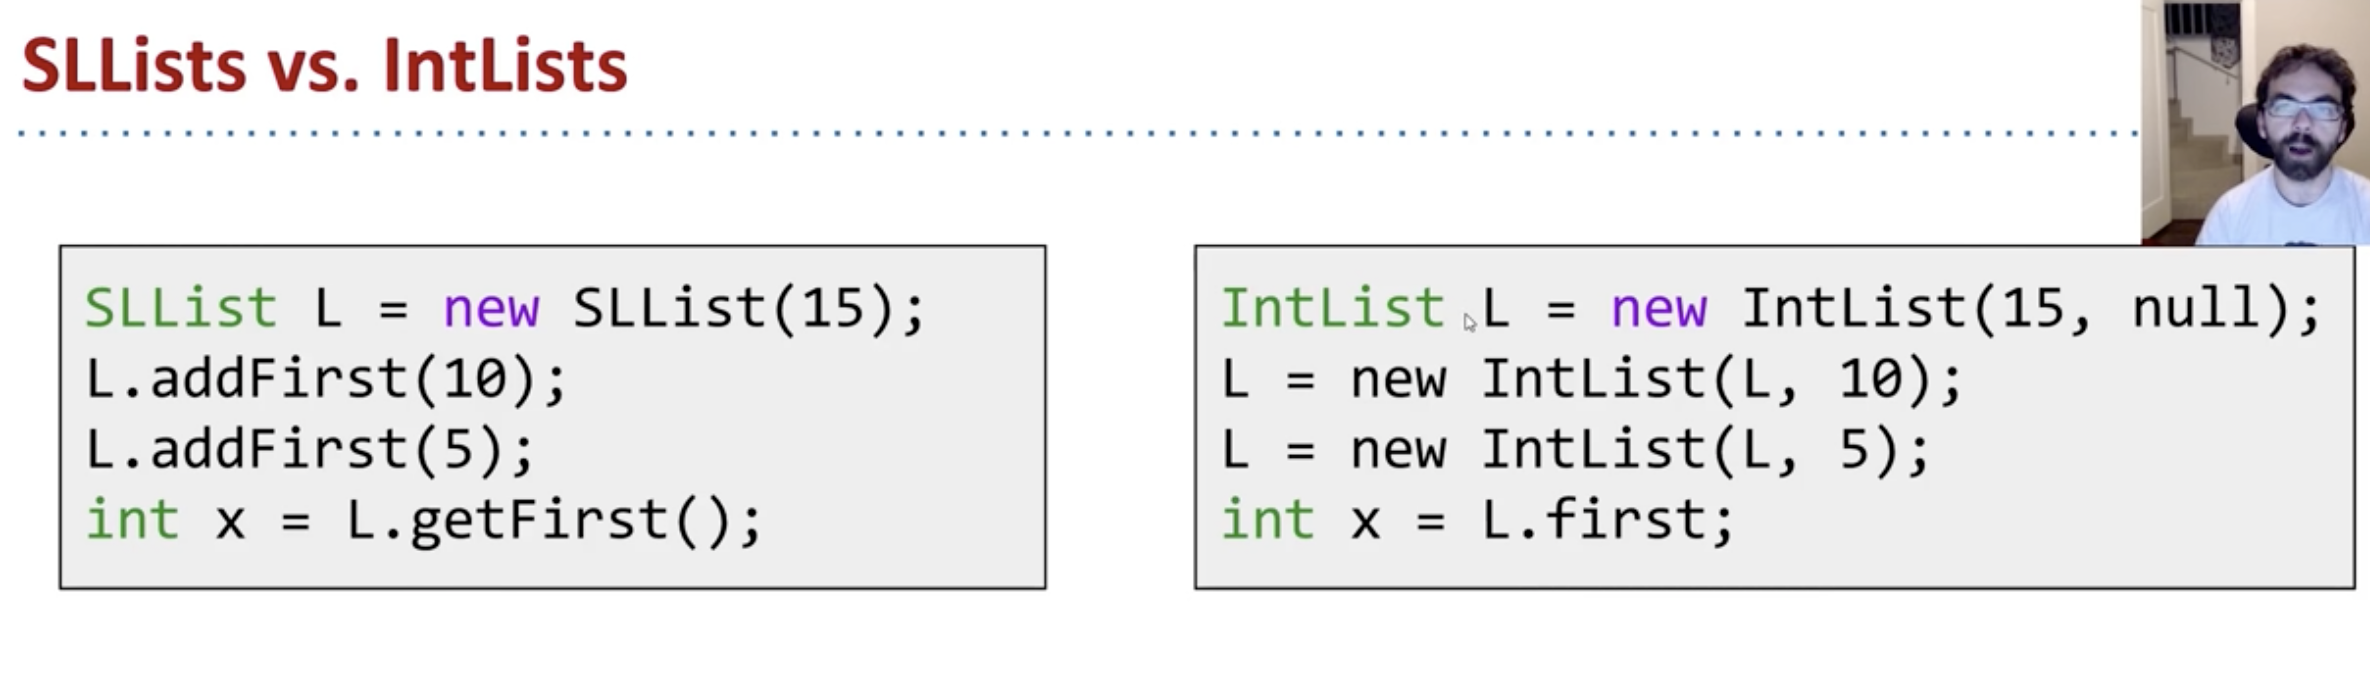 SLLists vs. IntLists
SLList L = new SLList(15);
L.addFirst(10);
L.addFirst(5);
int x = L.getFirst();
IntList L = new IntList(15, null);
L = new IntList(L, 10);
L = new IntList(L, 5);
int x = L.first;